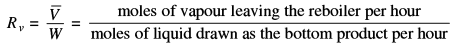 R_v = V̅/W = moles of vapour leaving the reboiler per hour / moles of liquid drawn as the bottom product per hour